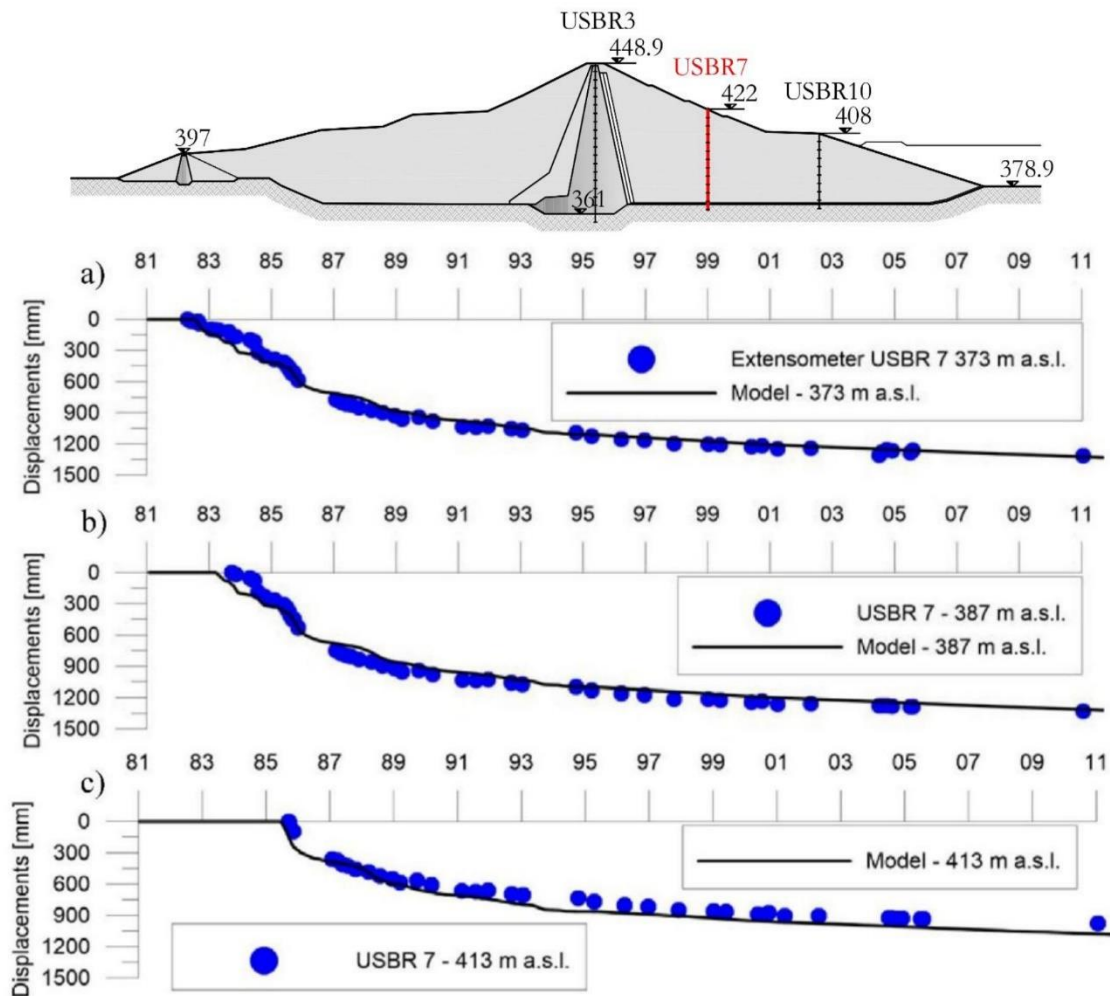 USBR3
448.9
USBR7
422
USBR10
408
397
378.9
361
a)
81 83 85 87 89 91 93 95 97 99 01 03 05 07 09 11
Displacements [mm]
0
300
600
900
1200
1500
Extensometer USBR 7 373 m a.s.l.
Model - 373 m a.s.l.
b)
81 83 85 87 89 91 93 95 97 99 01 03 05 07 09 11
Displacements [mm]
0
300
600
900
1200
1500
USBR 7 - 387 m a.s.l.
Model - 387 m a.s.l.
c)
81 83 85 87 89 91 93 95 97 99 01 03 05 07 09 11
Displacements [mm]
0
300
600
900
1200
1500
Model - 413 m a.s.l.
USBR 7 - 413 m a.s.l.